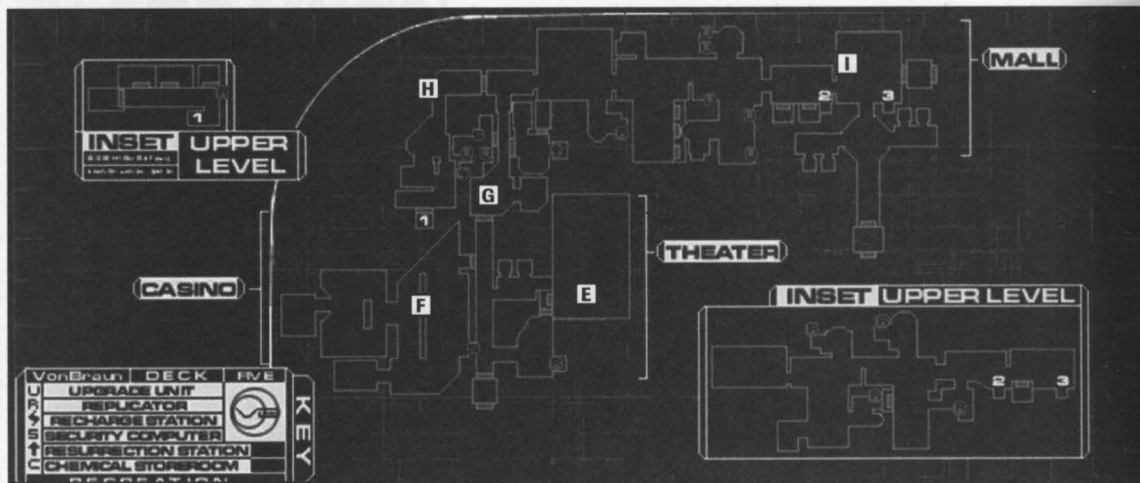 MALL
I
H
2
3
1
INSET UPPER
LEVEL
G
1
THEATER
CASINO
E
F
INSET UPPER LEVEL
2
3
VonBraun DECK FIVE
U UPGRADE UNIT
R REPLICATOR
RECHARGE STATION
S SECURITY COMPUTER
RESURRECTION STATION
C CHEMICAL STOREROOM
RECREATION
KEY